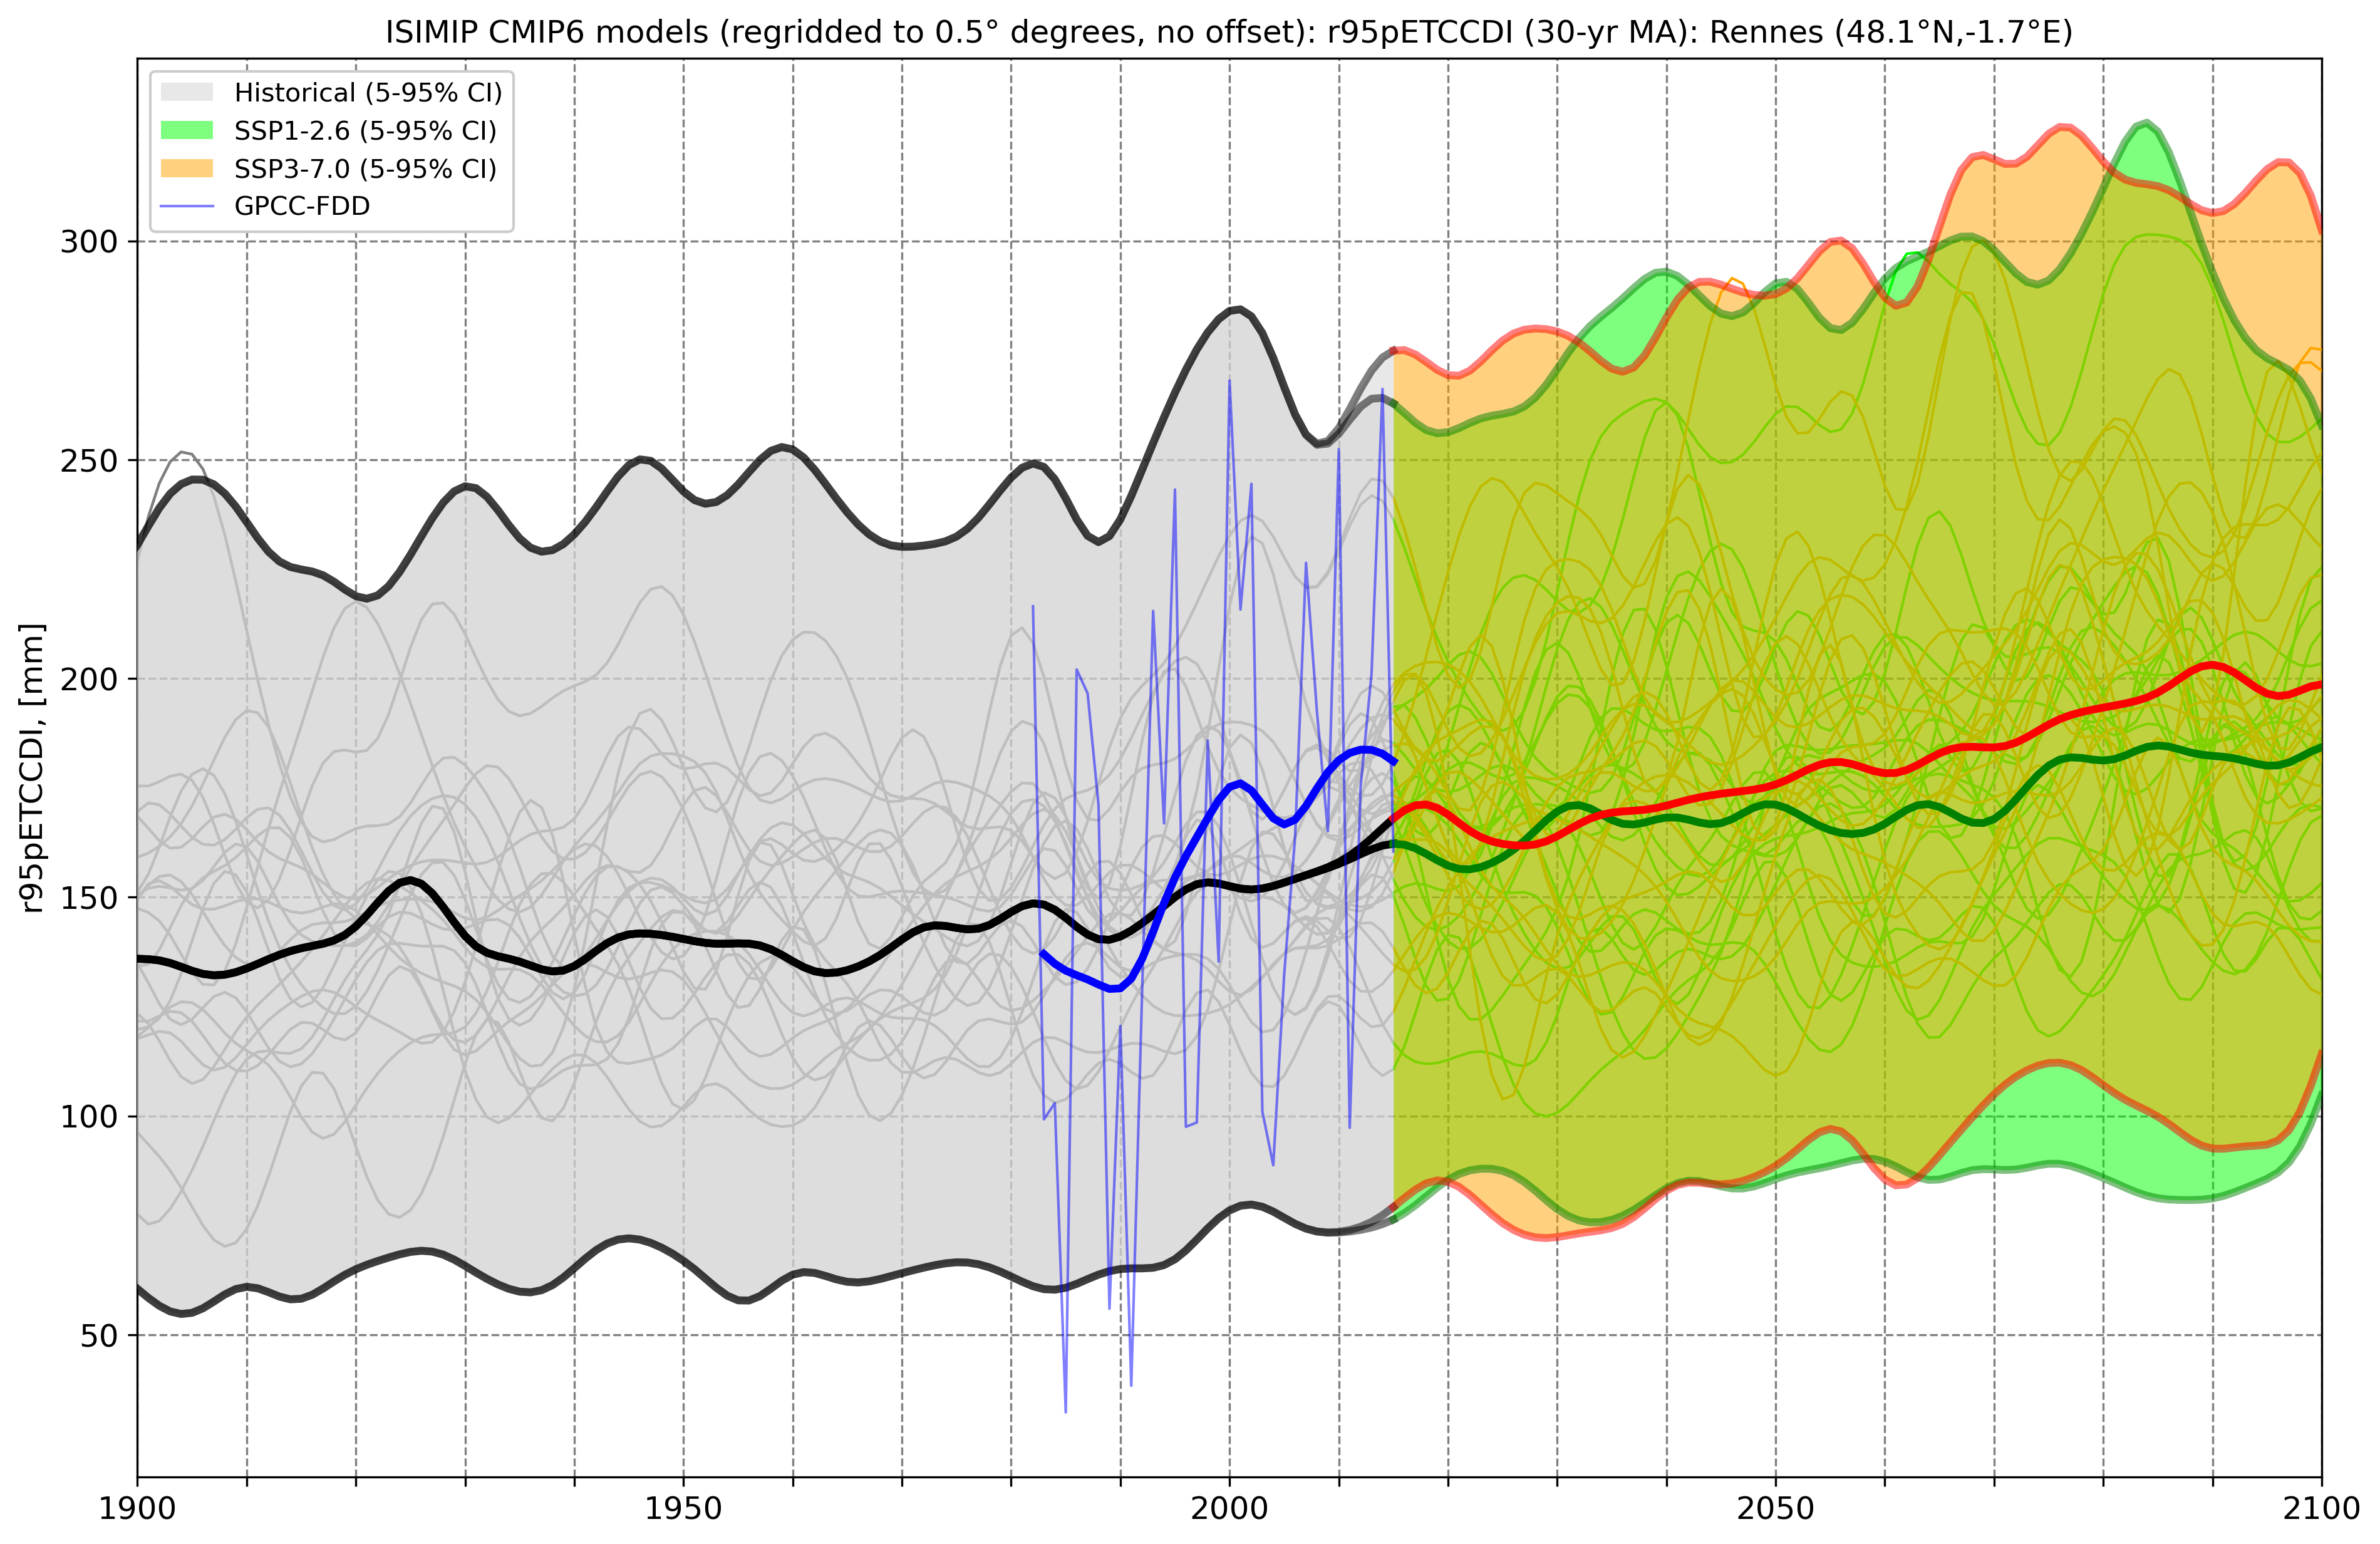 ISIMIP CMIP6 models (regridded to 0.5° degrees, no offset): r95pETCCDI (30-yr MA): Rennes (48.1°N,-1.7°E)
Historical (5-95% CI)
SSP1-2.6 (5-95% CI)
SSP3-7.0 (5-95% CI)
GPCC-FDD
r95pETCCDI, [mm]
300
250
200
150
100
50
1900
1950
2000
2050
2100